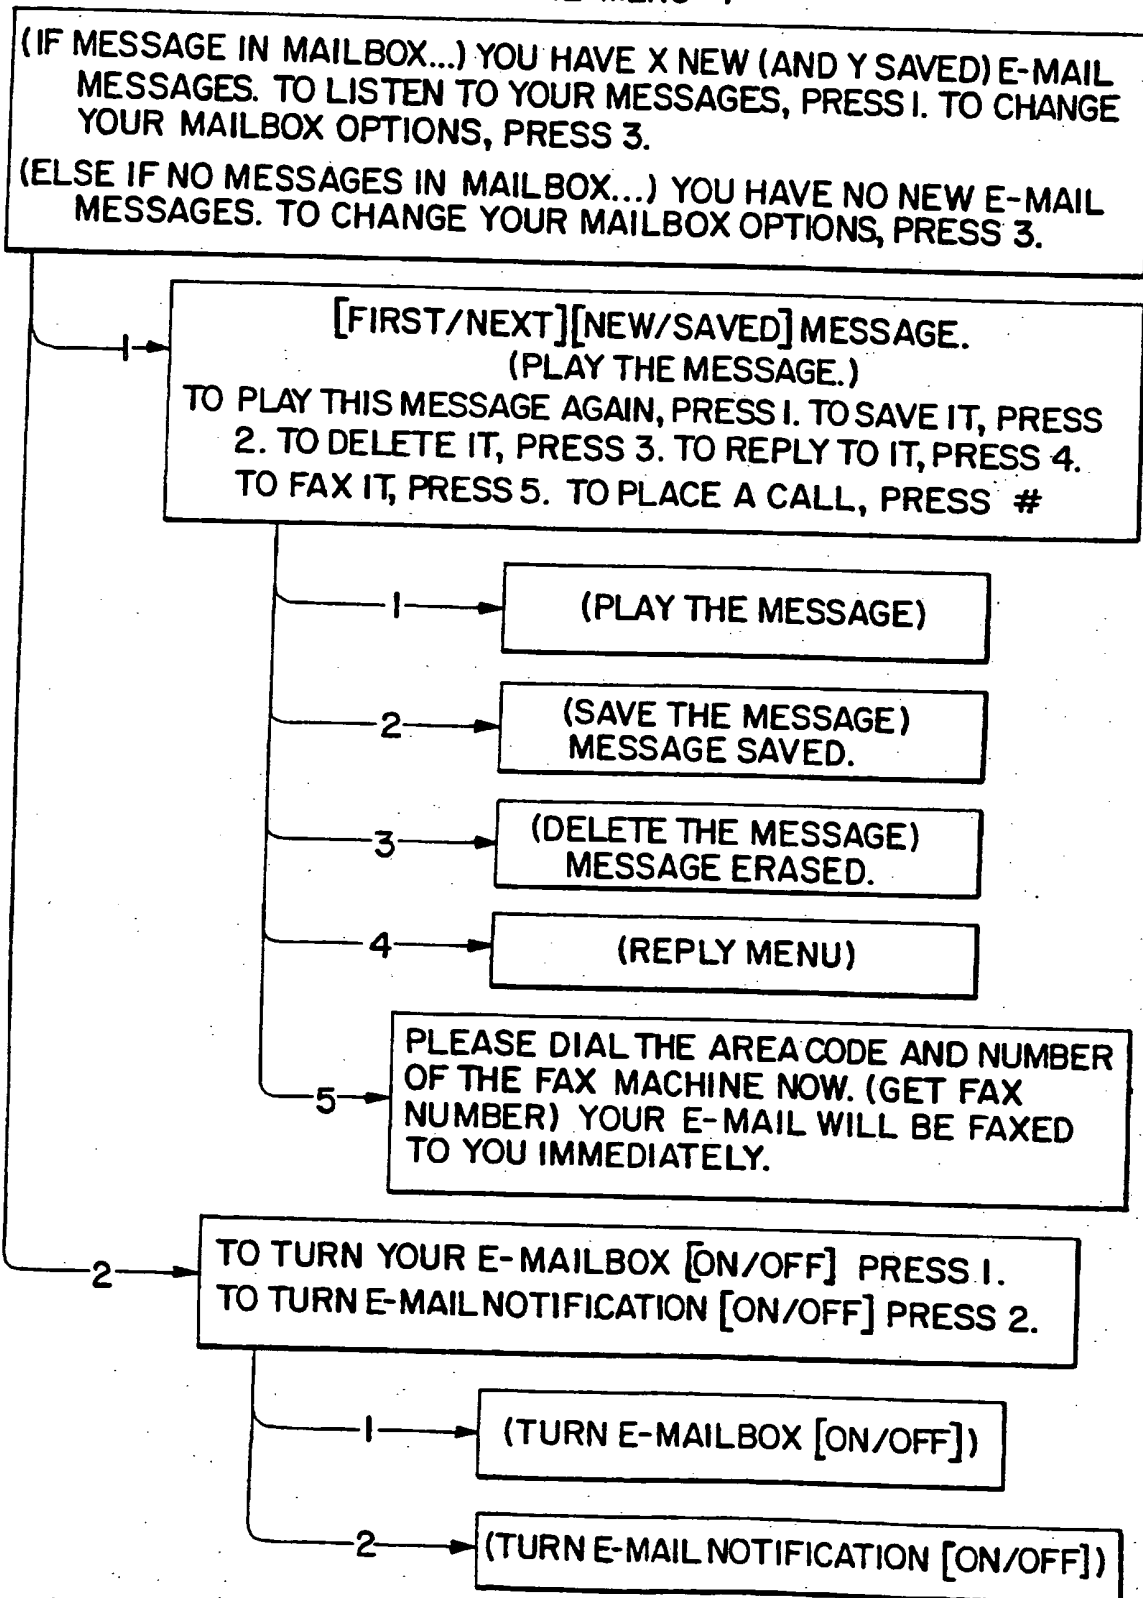 (IF MESSAGE IN MAILBOX...) YOU HAVE X NEW (AND Y SAVED) E-MAIL
MESSAGES. TO LISTEN TO YOUR MESSAGES, PRESS 1. TO CHANGE
YOUR MAILBOX OPTIONS, PRESS 3.
(ELSE IF NO MESSAGES IN MAILBOX...) YOU HAVE NO NEW E-MAIL
MESSAGES. TO CHANGE YOUR MAILBOX OPTIONS, PRESS 3.
1
[FIRST/NEXT][NEW/SAVED] MESSAGE.
(PLAY THE MESSAGE.)
TO PLAY THIS MESSAGE AGAIN, PRESS 1. TO SAVE IT, PRESS
2. TO DELETE IT, PRESS 3. TO REPLY TO IT, PRESS 4.
TO FAX IT, PRESS 5. TO PLACE A CALL, PRESS #
1
(PLAY THE MESSAGE)
2
(SAVE THE MESSAGE)
MESSAGE SAVED.
3
(DELETE THE MESSAGE)
MESSAGE ERASED.
4
(REPLY MENU)
5
PLEASE DIAL THE AREA CODE AND NUMBER
OF THE FAX MACHINE NOW. (GET FAX
NUMBER) YOUR E-MAIL WILL BE FAXED
TO YOU IMMEDIATELY.
2
TO TURN YOUR E-MAILBOX [ON/OFF] PRESS 1.
TO TURN E-MAIL NOTIFICATION [ON/OFF] PRESS 2.
1
(TURN E-MAILBOX [ON/OFF])
2
(TURN E-MAIL NOTIFICATION [ON/OFF])